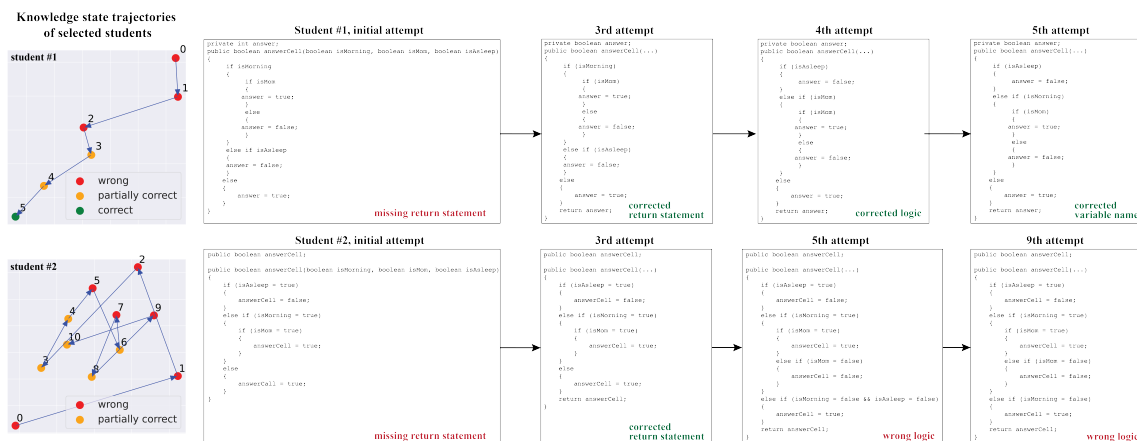 Knowledge state trajectories
of selected students
student #1
0
1
2
3
4
5
wrong
partially correct
correct
Student #1, initial attempt
private int answer;
public boolean answerCell(boolean isMorning, boolean isMom, boolean isAsleep)
{
if isMorning
{
if isMom
{
answer = true;
}
else
{
answer = false;
}
}
else if isAsleep
{
answer = false;
}
else
{
answer = true;
}
}
missing return statement
3rd attempt
private boolean answer;
public boolean answerCell(...)
{
if (isMorning)
{
if (isMom)
{
answer = true;
}
else
{
answer = false;
}
}
else if (isAsleep)
{
answer = false;
}
else
{
answer = true;
}
return answer;
}
corrected
return statement
4th attempt
private boolean answer;
public boolean answerCell(...)
{
if (isAsleep)
{
answer = false;
}
else if (isMom)
{
if (isMom)
{
answer = true;
}
else
{
answer = false;
}
}
else
{
answer = true;
}
return answer;
}
corrected logic
5th attempt
private boolean answer;
public boolean answerCell(...)
{
if (isAsleep)
{
answer = false;
}
else if (isMorning)
{
if (isMom)
{
answer = true;
}
else
{
answer = false;
}
}
else
{
answer = true;
}
return answer;
}
corrected
variable name
student #2
0
1
2
3
4
5
6
7
8
9
10
wrong
partially correct
Student #2, initial attempt
public boolean answerCell;
public boolean answerCell(boolean isMorning, boolean isMom, boolean isAsleep)
{
if (isAsleep = true)
{
answerCell = false;
}
else if (isMorning = true)
{
if (isMom = true)
{
answerCell = true;
}
}
else
{
answerCall = true;
}
}
missing return statement
3rd attempt
public boolean answerCell;
public boolean answerCell(...)
{
if (isAsleep = true)
{
answerCell = false;
}
else if (isMorning = true)
{
if (isMom = true)
{
answerCell = true;
}
}
else
{
answerCell = true;
}
return answerCell;
}
corrected
return statement
5th attempt
public boolean answerCell;
public boolean answerCell(...)
{
if (isAsleep = true)
{
answerCell = false;
}
else if (isMorning = true)
{
if (isMom = true)
{
answerCell = true;
}
else if (isMom = false)
{
answerCell = false;
}
}
else if (isMorning = false && isAsleep = false)
{
answerCell = true;
}
return answerCell;
}
wrong logic
9th attempt
public boolean answerCell;
public boolean answerCell(...)
{
if (isAsleep = true)
{
answerCell = false;
}
else if (isMorning = true)
{
if (isMom = true)
{
answerCell = true;
}
else if (isMom = false)
{
answerCell = false;
}
}
else if (isMorning = false)
{
answerCell = true;
}
return answerCell;
}
wrong logic